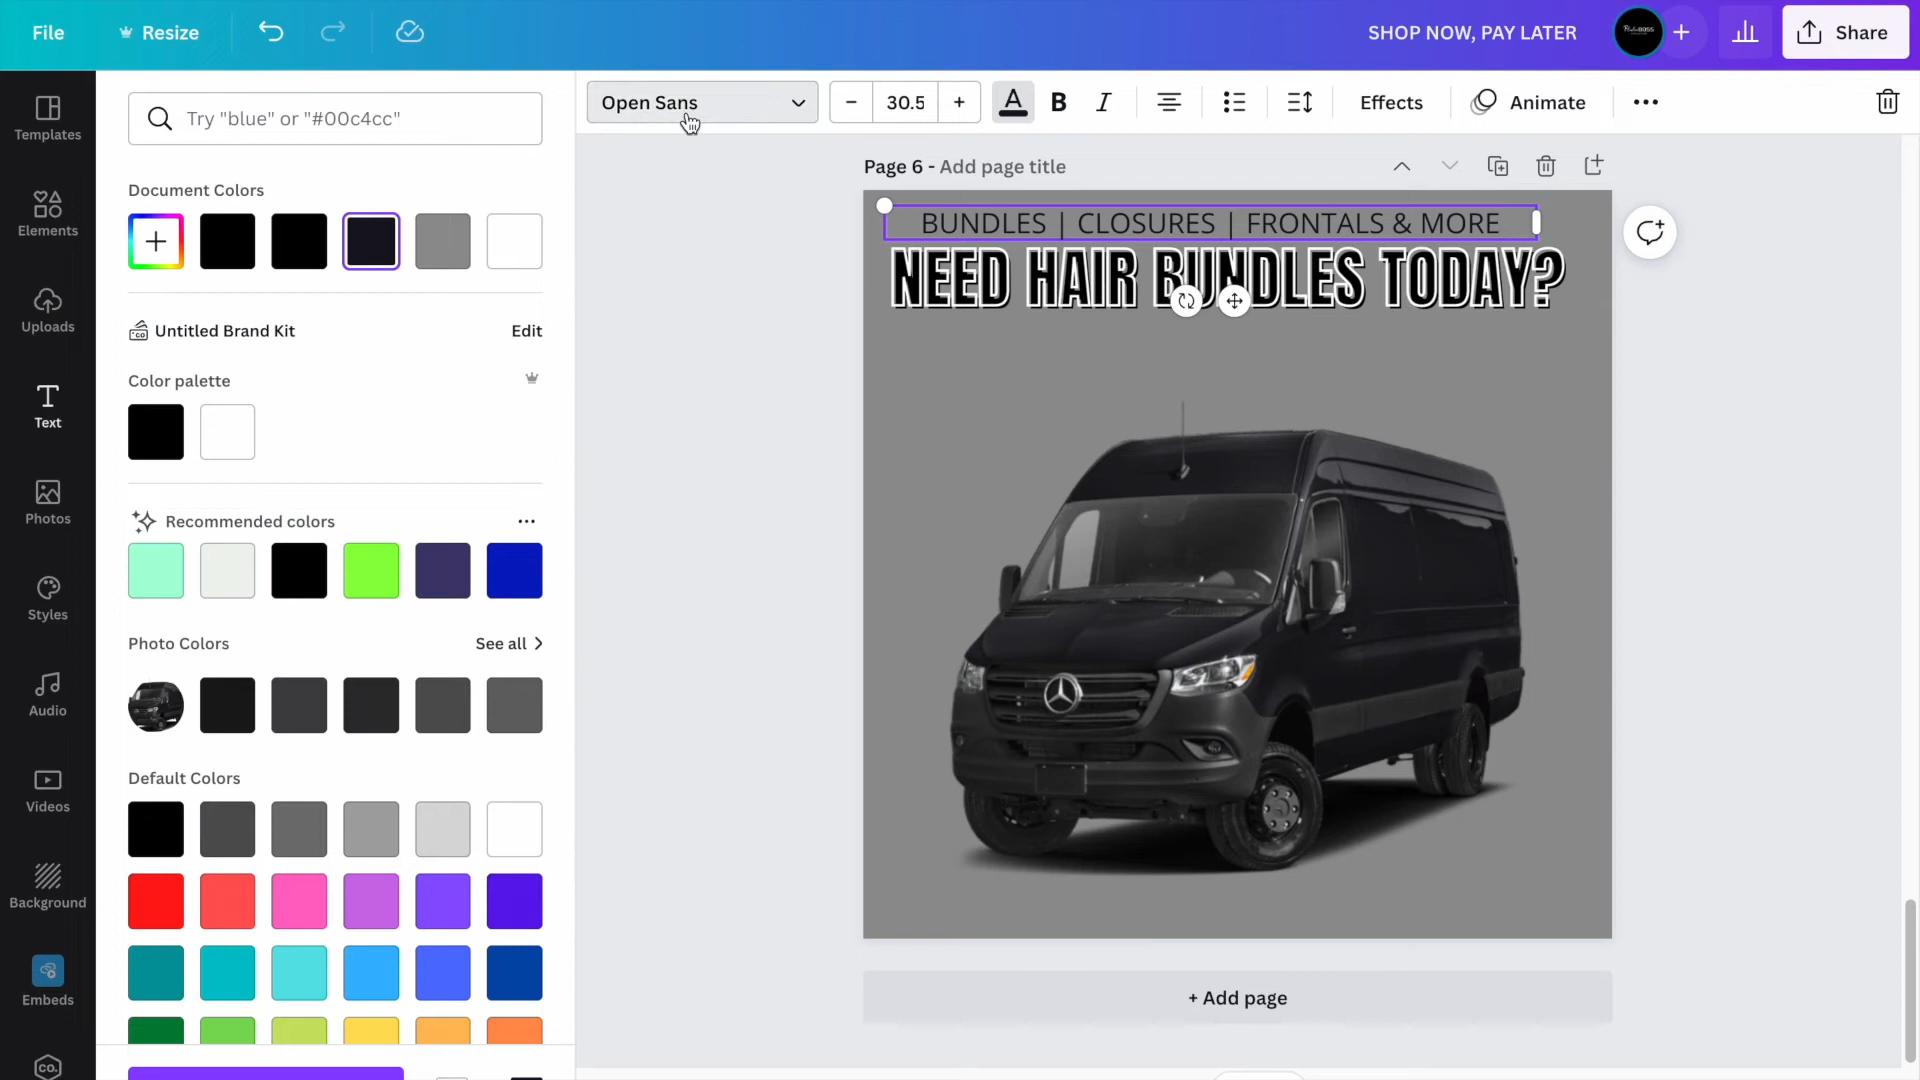 File
Resize
SHOP NOW, PAY LATER
Share
Templates
Elements
Uploads
Text
Photos
Styles
Audio
Videos
Background
Embeds
co.
Try "blue" or "#00c4cc"
Document Colors
Untitled Brand Kit
Edit
Color palette
Recommended colors
Photo Colors
See all
Default Colors
Open Sans
30.5
A
B
I
Effects
Animate
Page 6 - Add page title
BUNDLES | CLOSURES | FRONTALS & MORE
NEED HAIR BUNDLES TODAY?
+ Add page